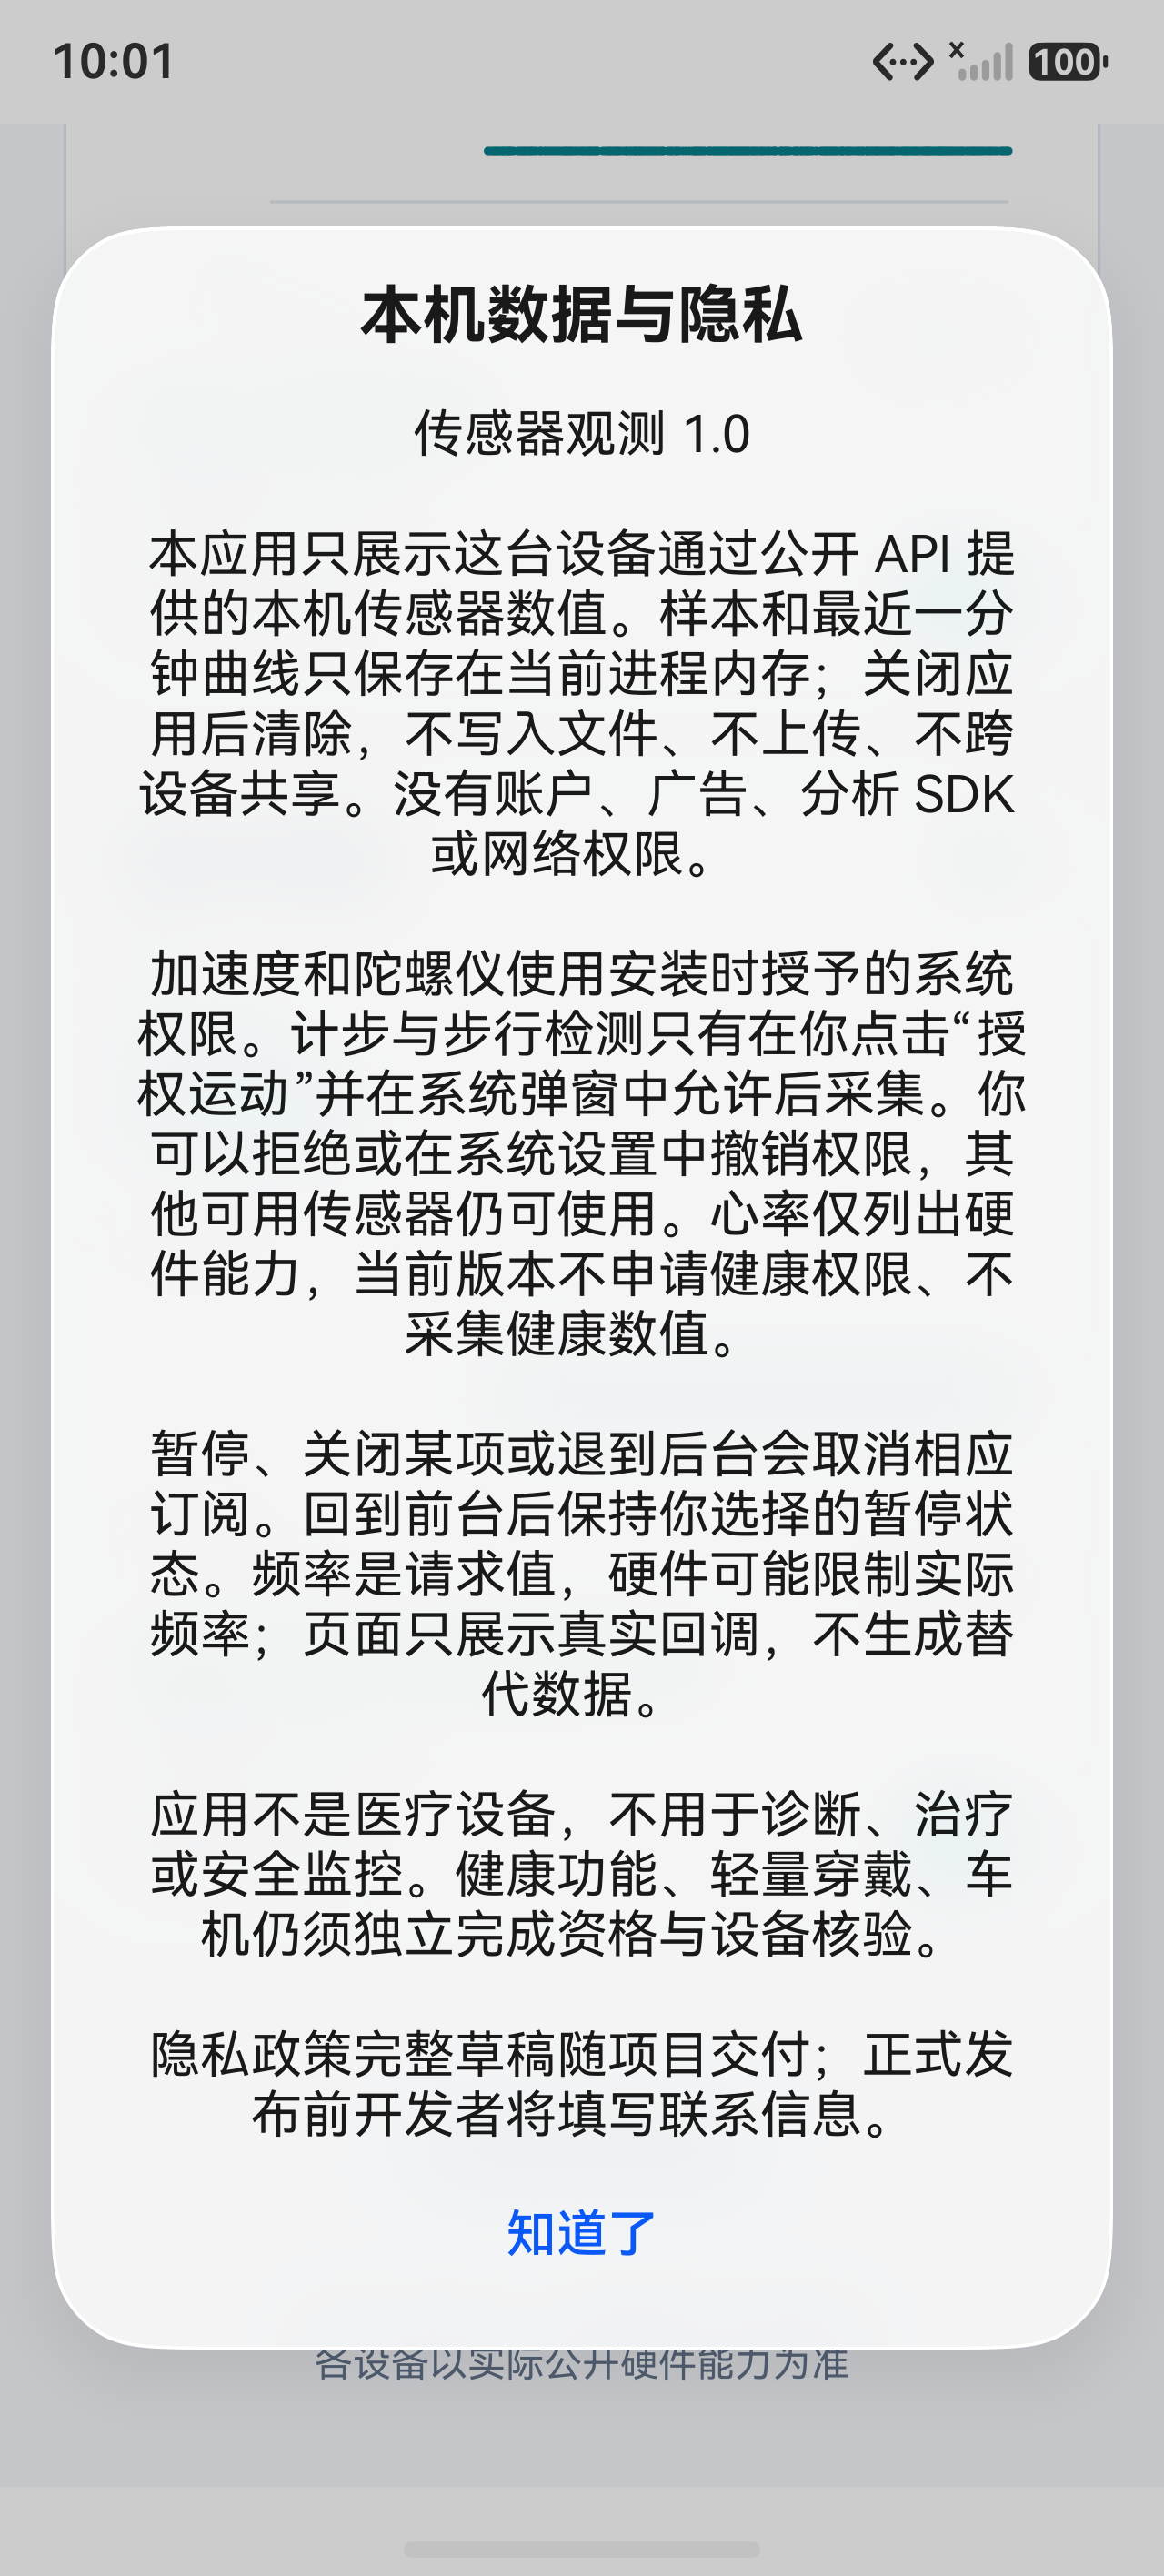 10:01
100
本机数据与隐私
传感器观测 1.0
本应用只展示这台设备通过公开 API 提
供的本机传感器数值。样本和最近一分
钟曲线只保存在当前进程内存；关闭应
用后清除，不写入文件、不上传、不跨
设备共享。没有账户、广告、分析 SDK
或网络权限。
加速度和陀螺仪使用安装时授予的系统
权限。计步与步行检测只有在你点击“授
权运动”并在系统弹窗中允许后采集。你
可以拒绝或在系统设置中撤销权限，其
他可用传感器仍可使用。心率仅列出硬
件能力，当前版本不申请健康权限、不
采集健康数值。
暂停、关闭某项或退到后台会取消相应
订阅。回到前台后保持你选择的暂停状
态。频率是请求值，硬件可能限制实际
频率；页面只展示真实回调，不生成替
代数据。
应用不是医疗设备，不用于诊断、治疗
或安全监控。健康功能、轻量穿戴、车
机仍须独立完成资格与设备核验。
隐私政策完整草稿随项目交付；正式发
布前开发者将填写联系信息。
知道了
各设备以实际公开硬件能力为准